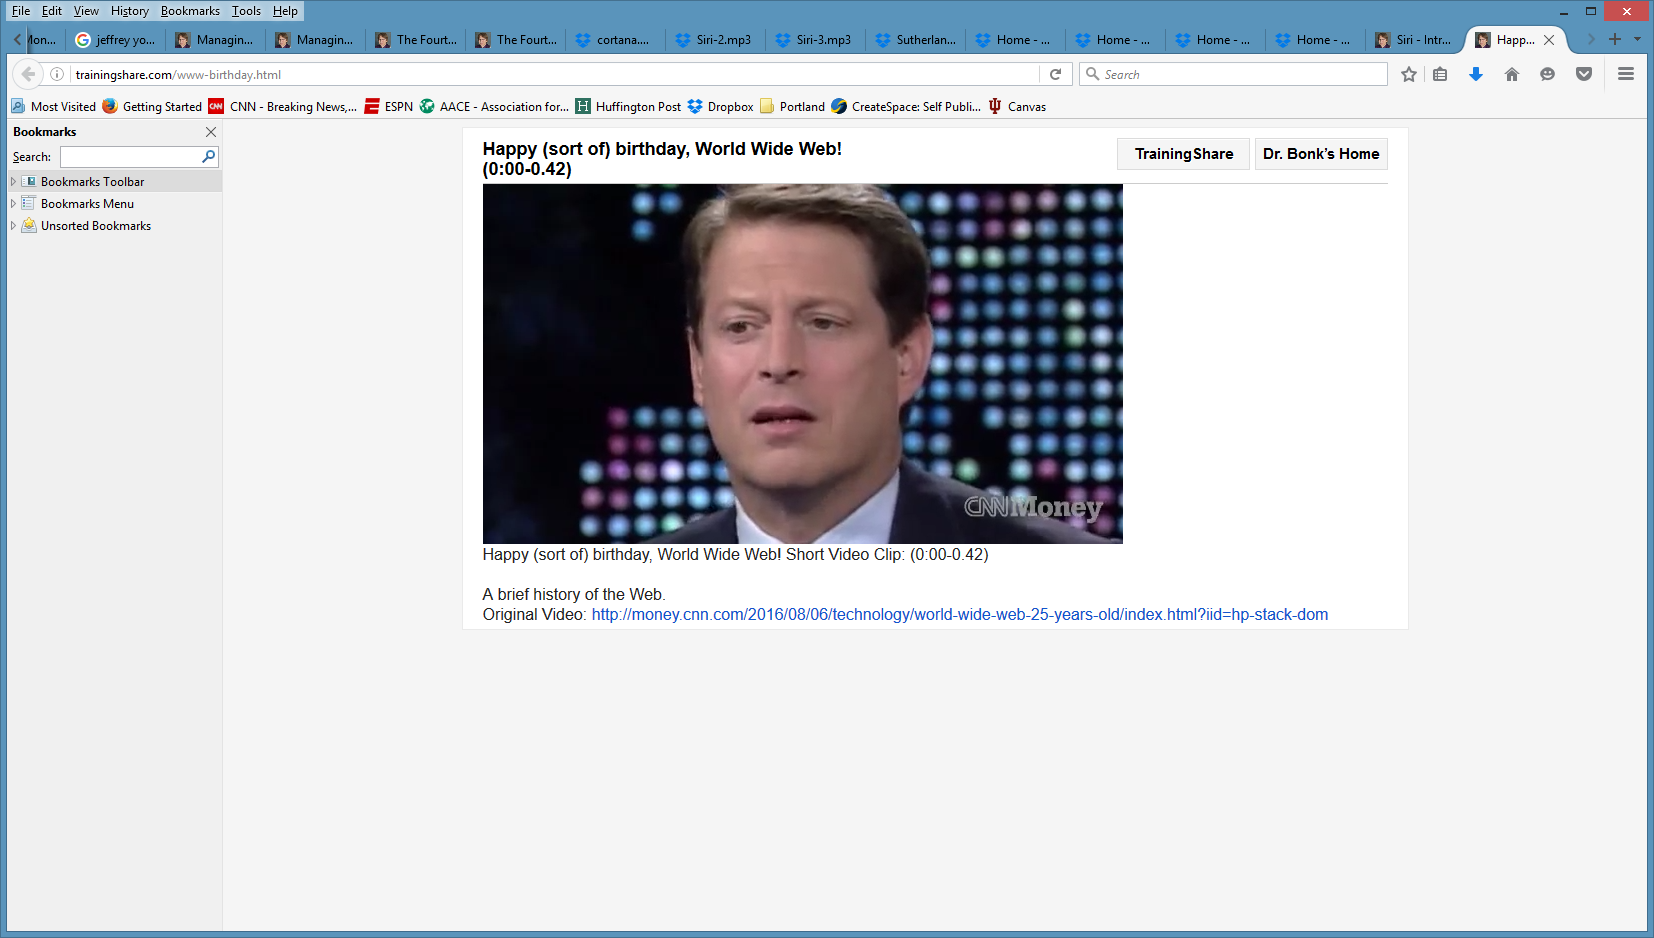 File Edit View History Bookmarks Tools Help
Mon... jeffrey yo... Managin... Managin... The Fourt... The Fourt... cortana.... Siri-2.mp3 Siri-3.mp3 Sutherlan... Home - ... Home - ... Home - ... Home - ... Siri - Intr... Happ...
trainingshare.com/www-birthday.html Search
Most Visited Getting Started CNN CNN - Breaking News,... ESPN AACE - Association for... H Huffington Post Dropbox Portland CreateSpace: Self Publi... Canvas
Bookmarks
Search:
Bookmarks Toolbar
Bookmarks Menu
Unsorted Bookmarks
Happy (sort of) birthday, World Wide Web!
(0:00-0.42)
TrainingShare Dr. Bonk's Home
CNNMoney
Happy (sort of) birthday, World Wide Web! Short Video Clip: (0:00-0.42)
A brief history of the Web.
Original Video: http://money.cnn.com/2016/08/06/technology/world-wide-web-25-years-old/index.html?iid=hp-stack-dom